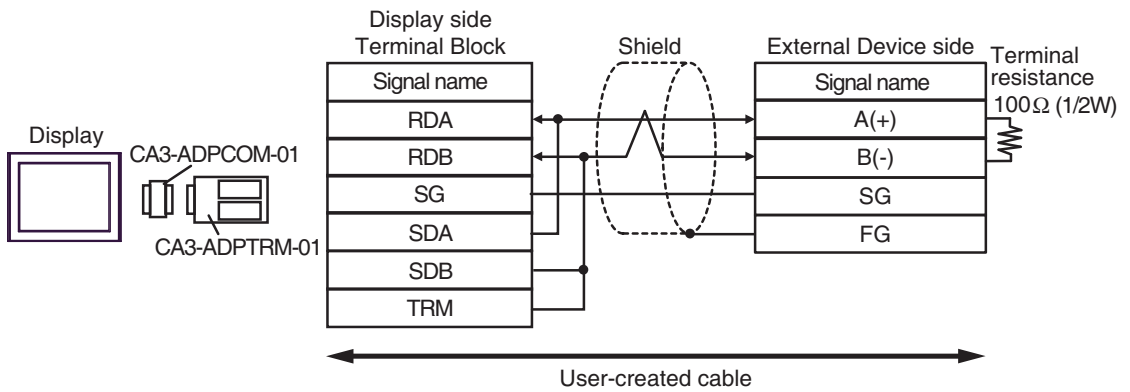 Display side
Terminal Block
Shield
External Device side
Terminal
resistance
100Ω (1/2W)
Signal name
Signal name
RDA
A(+)
RDB
B(-)
SG
SG
SDA
FG
SDB
TRM
Display
CA3-ADPCOM-01
CA3-ADPTRM-01
User-created cable